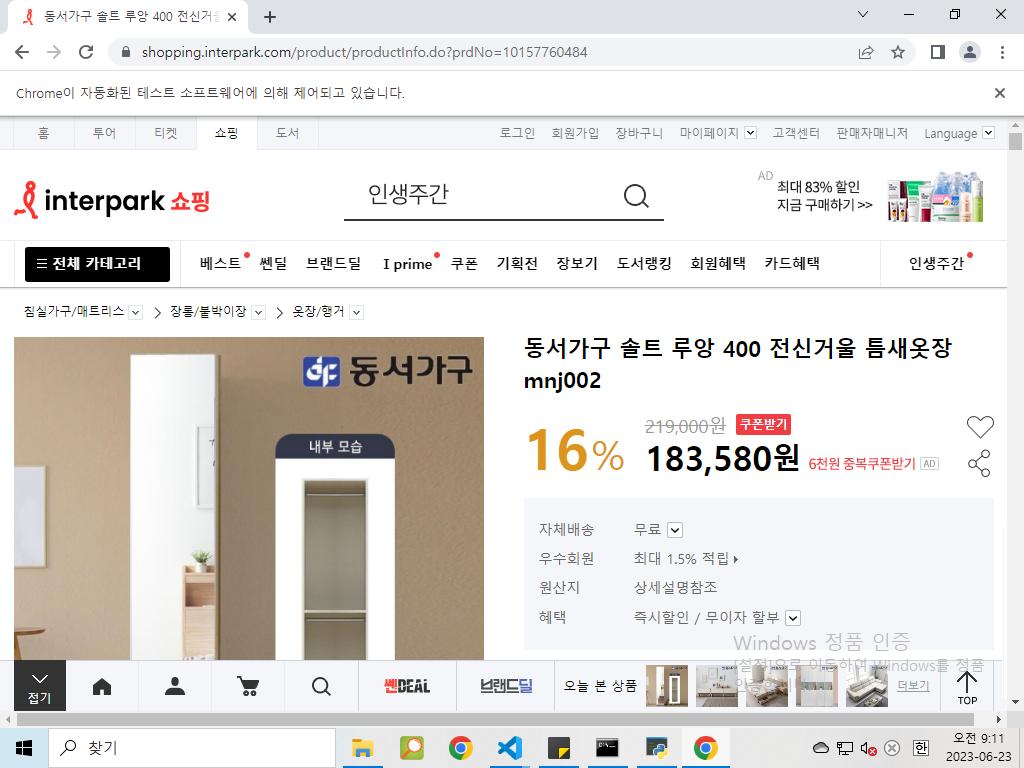 동서가구 솔트 루앙 400 전신거울
shopping.interpark.com/product/productInfo.do?prdNo=10157760484
Chrome이 자동화된 테스트 소프트웨어에 의해 제어되고 있습니다.
홈 투어 티켓 쇼핑 도서 로그인 회원가입 장바구니 마이페이지 고객센터 판매자매니저 Language
interpark 쇼핑
인생주간
AD 최대 83% 할인
지금 구매하기 >>
전체 카테고리 베스트 쎈딜 브랜드딜 I prime 쿠폰 기획전 장보기 도서랭킹 회원혜택 카드혜택 인생주간
침실가구/매트리스 > 장롱/붙박이장 > 옷장/행거
df 동서가구
내부 모습
동서가구 솔트 루앙 400 전신거울 틈새옷장
mnj002
16% 219,000원 쿠폰받기
183,580원 6천원 중복쿠폰받기 AD
자체배송 무료
우수회원 최대 1.5% 적립
원산지 상세설명참조
혜택 즉시할인 / 무이자 할부
Windows 정품 인증
[설정]으로 이동하여 Windows를 정품
접기 쎈DEAL 브랜드딜 오늘 본 상품 더보기 TOP
찾기
한
오전 9:11
2023-06-23